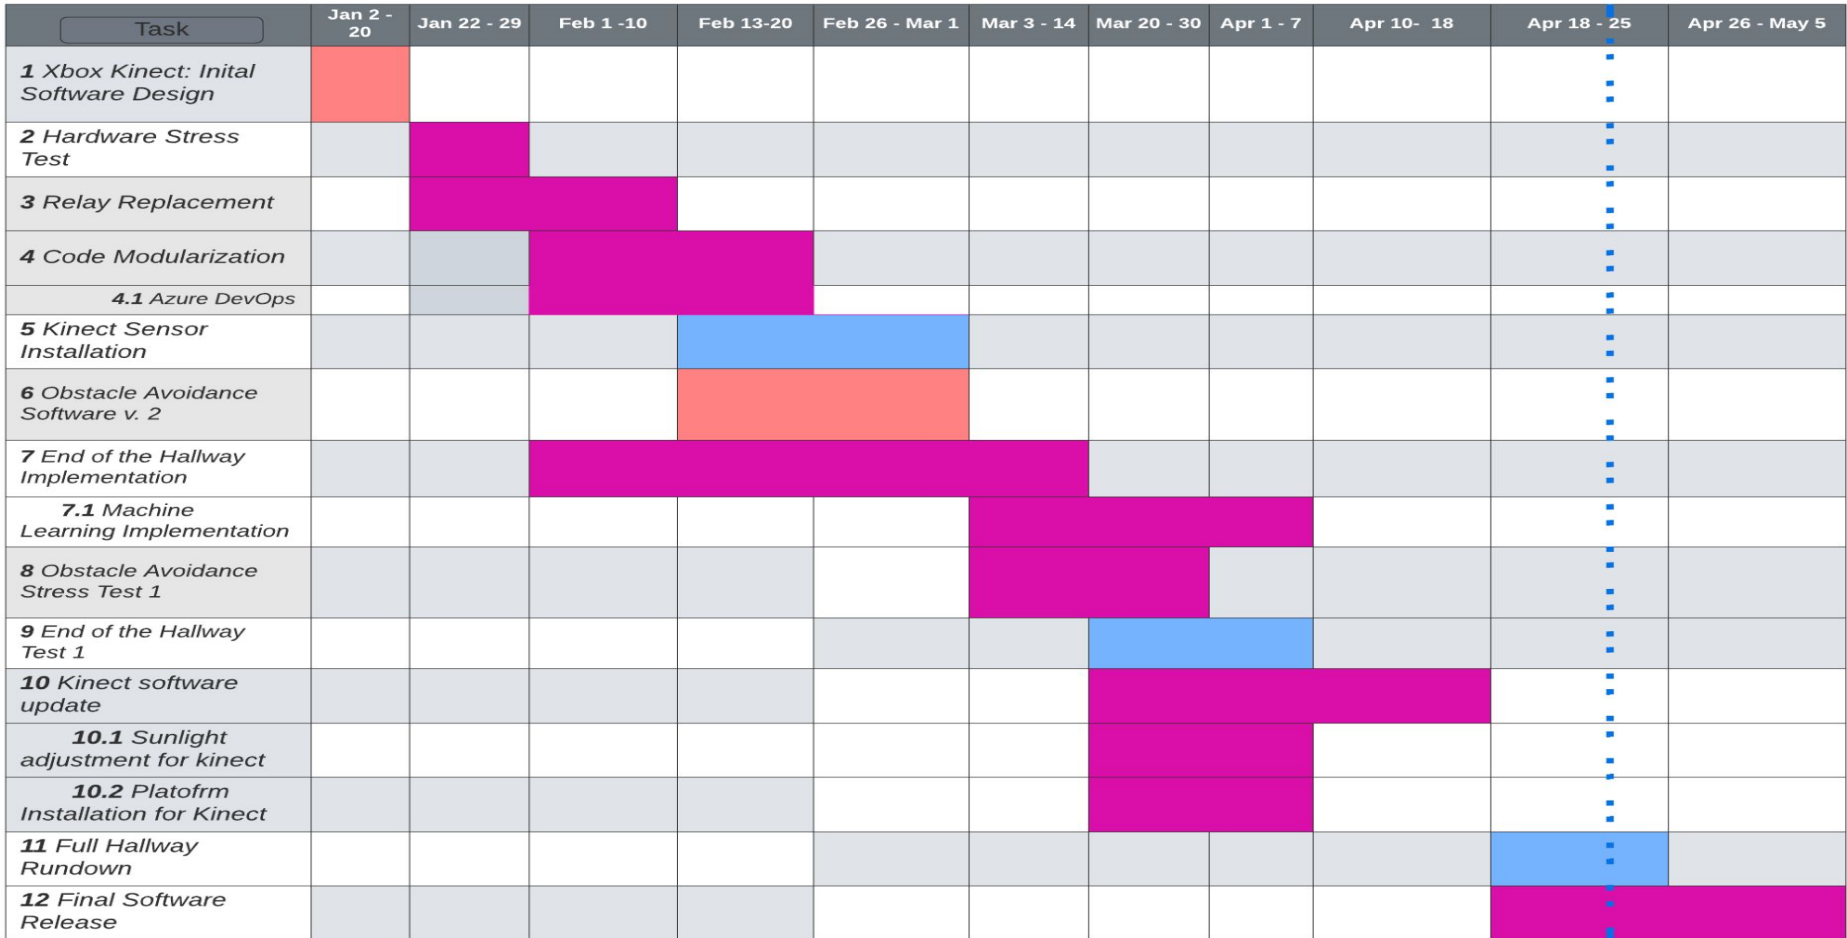 Task
Jan 2 -
20
Jan 22 - 29
Feb 1 -10
Feb 13-20
Feb 26 - Mar 1
Mar 3 - 14
Mar 20 - 30
Apr 1 - 7
Apr 10-  18
Apr 18 - 25
Apr 26 - May 5
1 Xbox Kinect: Inital
Software Design
2 Hardware Stress
Test
3 Relay Replacement
4 Code Modularization
4.1 Azure DevOps
5 Kinect Sensor
Installation
6 Obstacle Avoidance
Software v. 2
7 End of the Hallway
Implementation
7.1 Machine
Learning Implementation
8 Obstacle Avoidance
Stress Test 1
9 End of the Hallway
Test 1
10 Kinect software
update
10.1 Sunlight
adjustment for kinect
10.2 Platofrm
Installation for Kinect
11 Full Hallway
Rundown
12 Final Software
Release